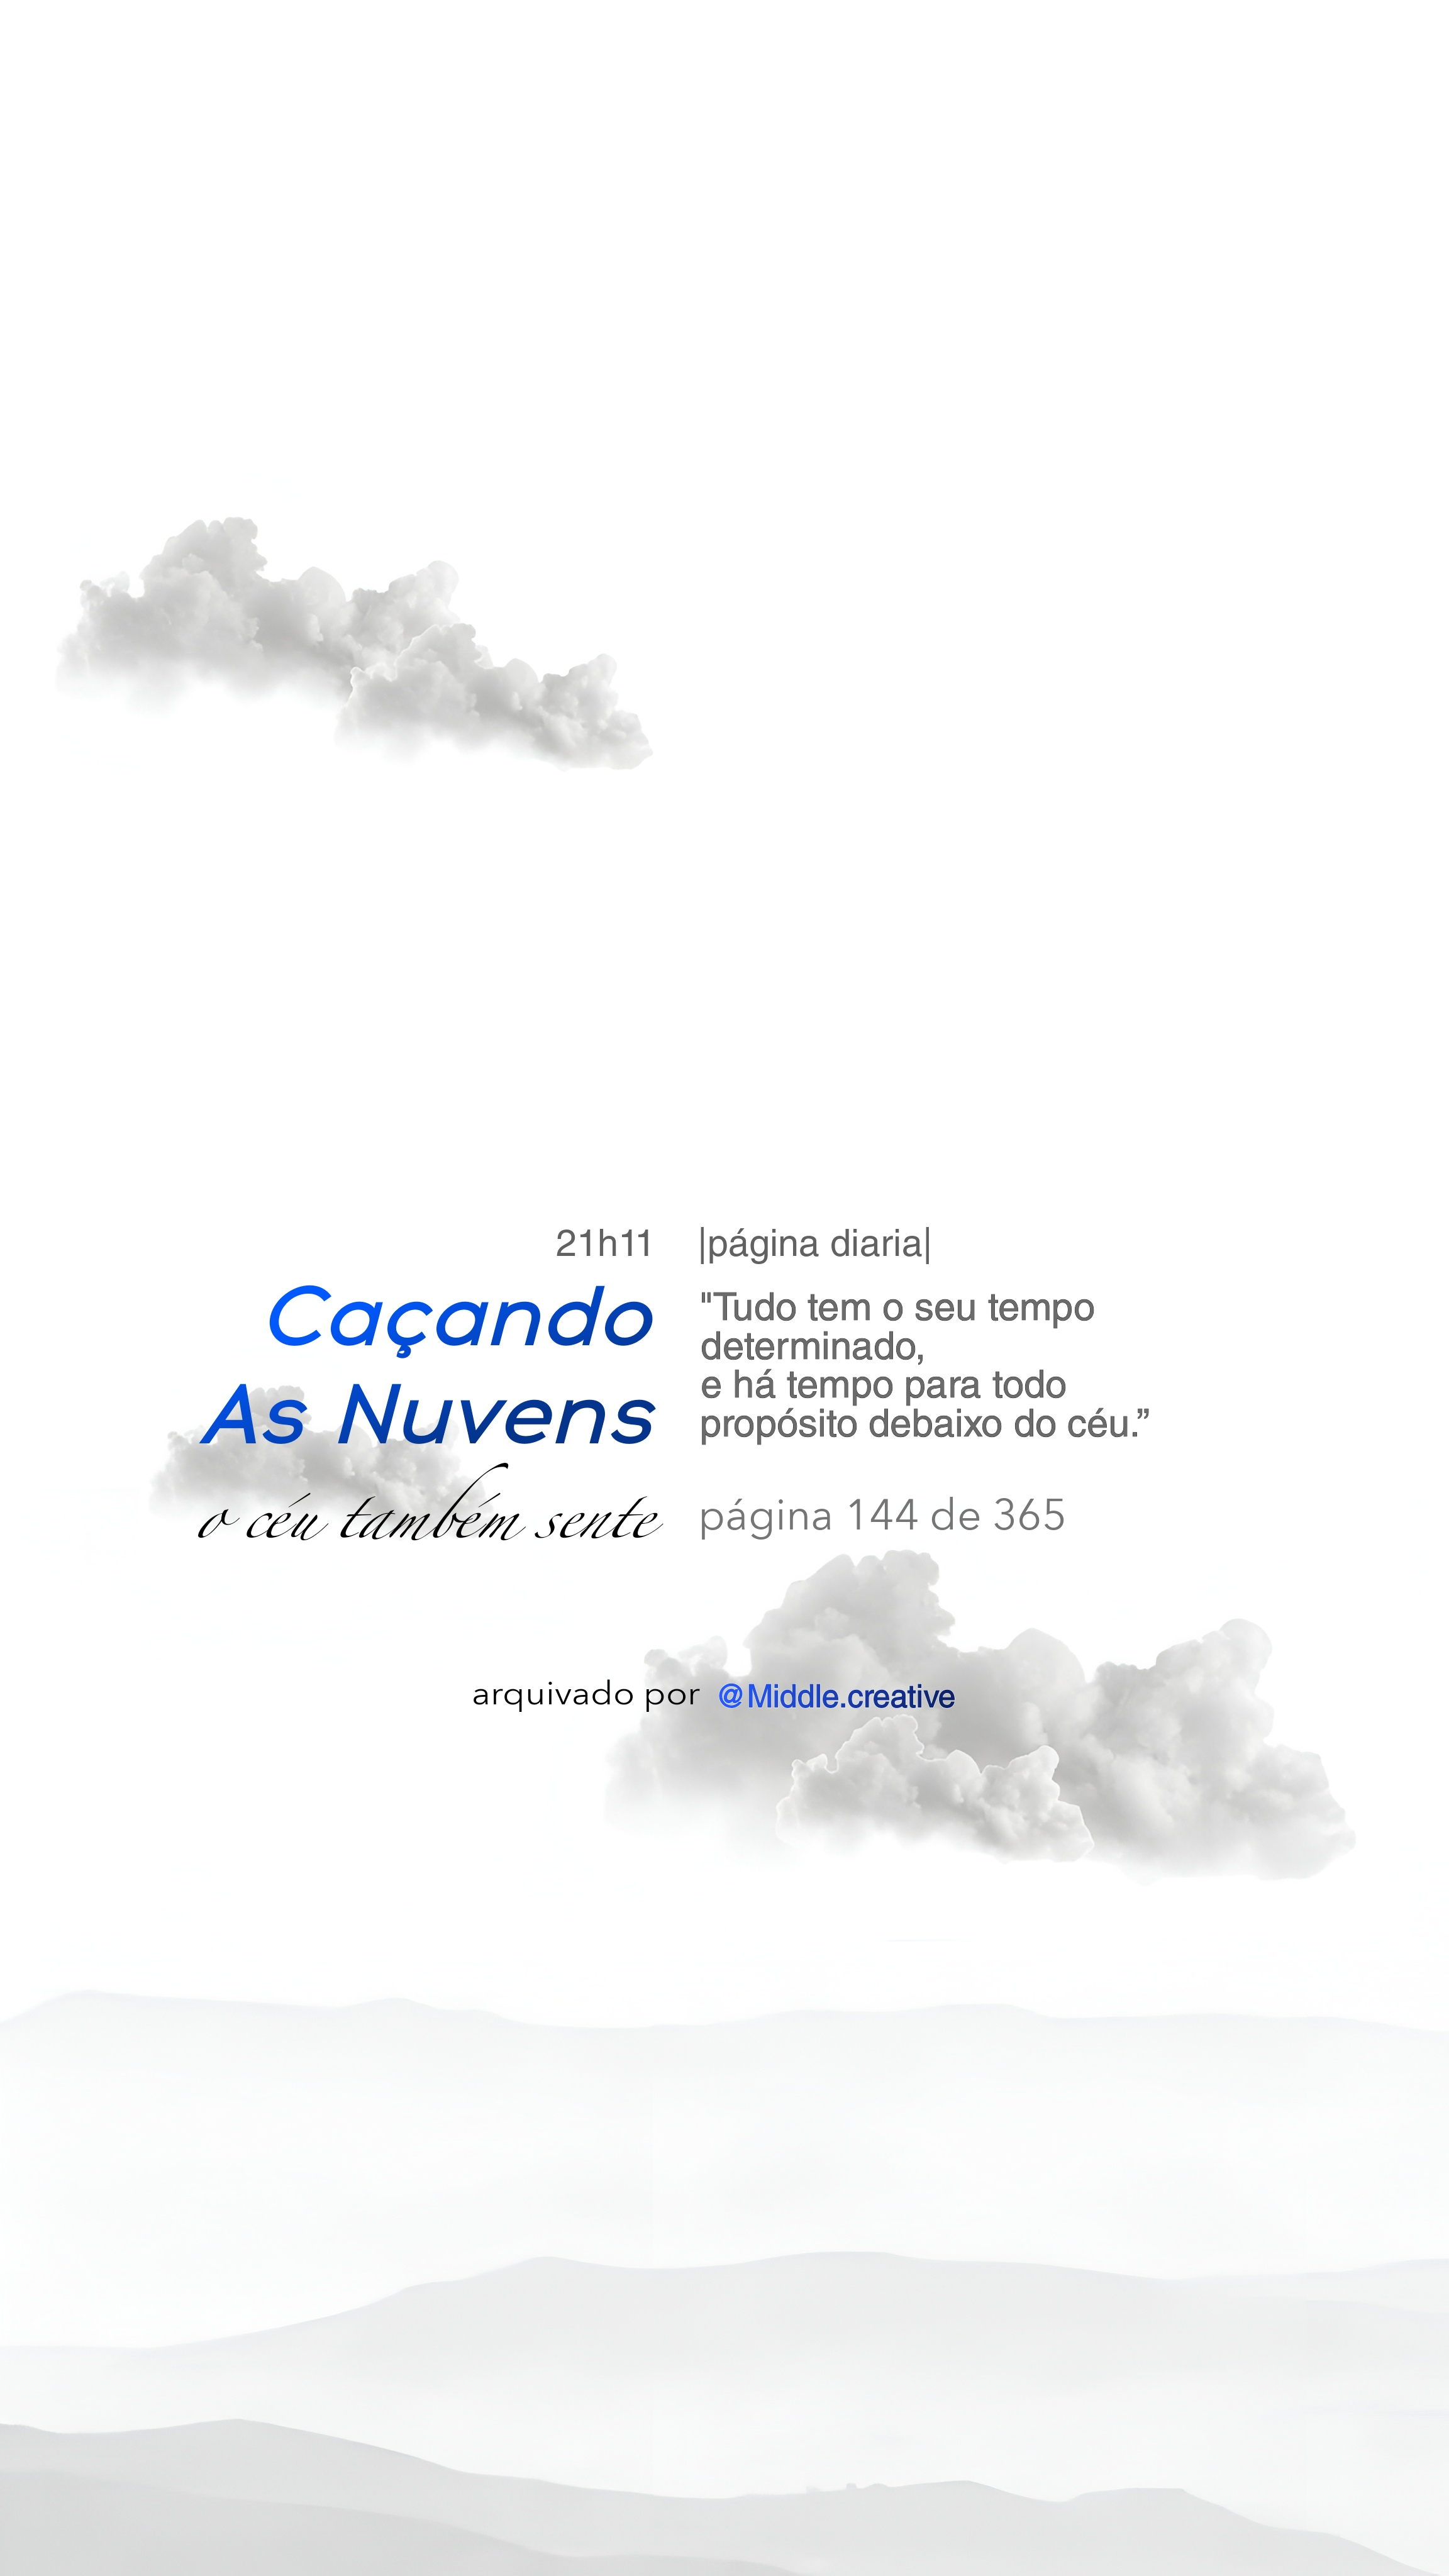 21h11
|página diaria|
Caçando
As Nuvens
o céu também sente
"Tudo tem o seu tempo
determinado,
e há tempo para todo
propósito debaixo do céu.”
página 144 de 365
arquivado por @Middle.creative